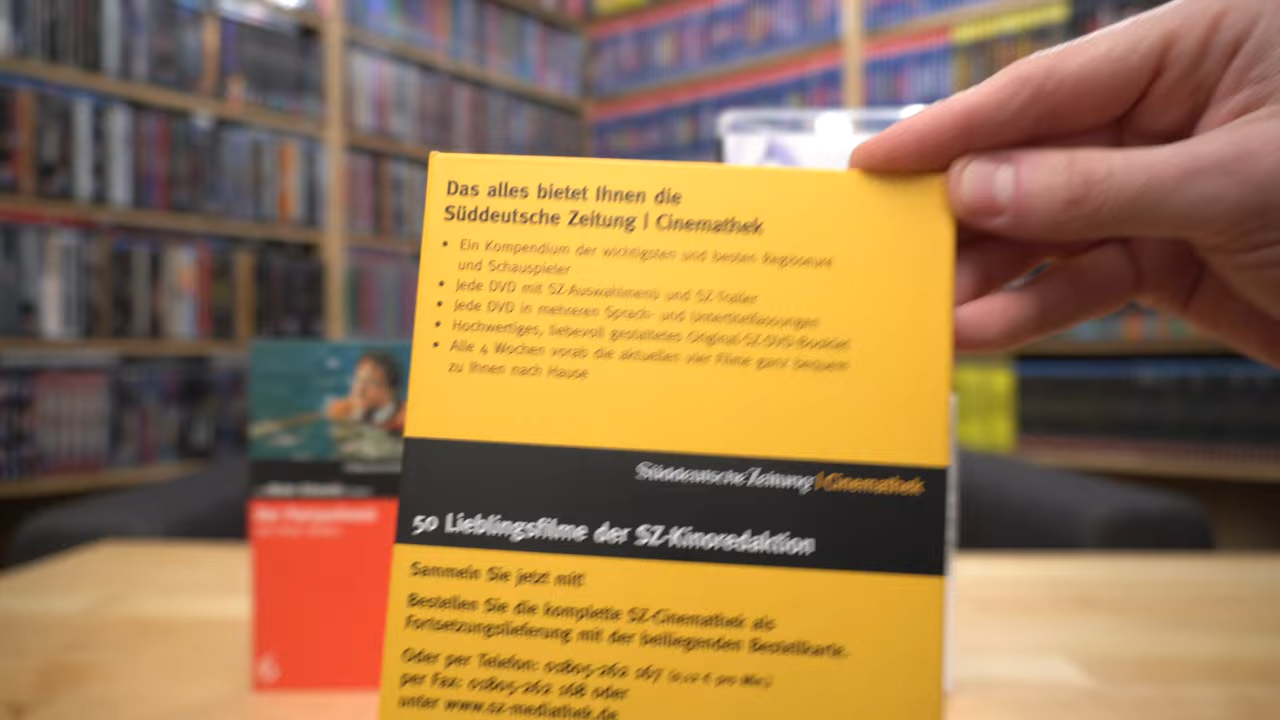 Das alles bietet Ihnen die
Süddeutsche Zeitung | Cinemathek
• Ein Kompendium der wichtigsten und besten Regisseure
und Schauspieler
• Jede DVD mit SZ-Auswahlmenü und SZ-Trailer
• Jede DVD in mehreren Sprach- und Untertitelfassungen
• Hochwertiges, liebevoll gestaltetes Original-SZ-DVD-Booklet
• Alle 4 Wochen vorab die aktuellen vier Filme ganz bequem
zu Ihnen nach Hause
Süddeutsche Zeitung | Cinemathek
50 Lieblingsfilme der SZ-Kinoredaktion
Sammeln Sie jetzt mit!
Bestellen Sie die komplette SZ-Cinemathek als
Fortsetzungslieferung mit der beiliegenden Bestellkarte.
Oder per Telefon: 01805-262 167
per Fax: 01805-262 168 oder
unter www.sz-mediathek.de
6